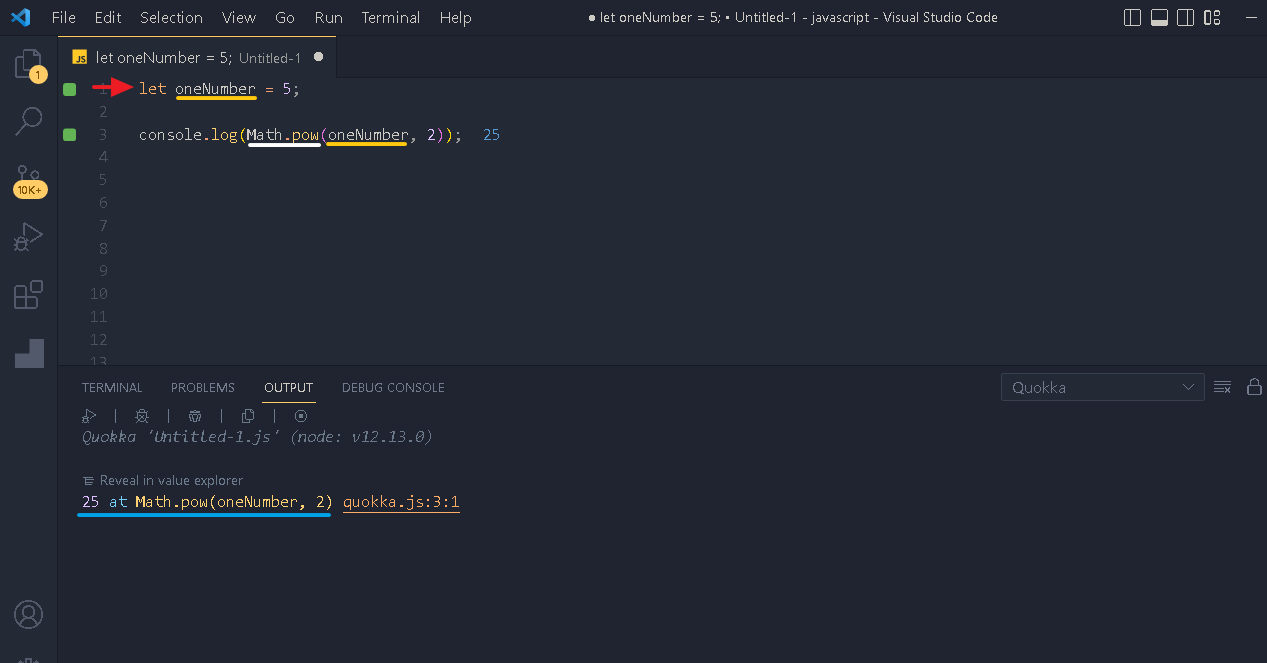 File Edit Selection View Go Run Terminal Help ● let oneNumber = 5; • Untitled-1 - javascript - Visual Studio Code
JS let oneNumber = 5; Untitled-1 ●
1 let oneNumber = 5;
2
3 console.log(Math.pow(oneNumber, 2)); 25
4
5
6
7
8
9
10
11
12
13
1
10K+
TERMINAL PROBLEMS OUTPUT DEBUG CONSOLE Quokka
Quokka 'Untitled-1.js' (node: v12.13.0)
Reveal in value explorer
25 at Math.pow(oneNumber, 2) quokka.js:3:1